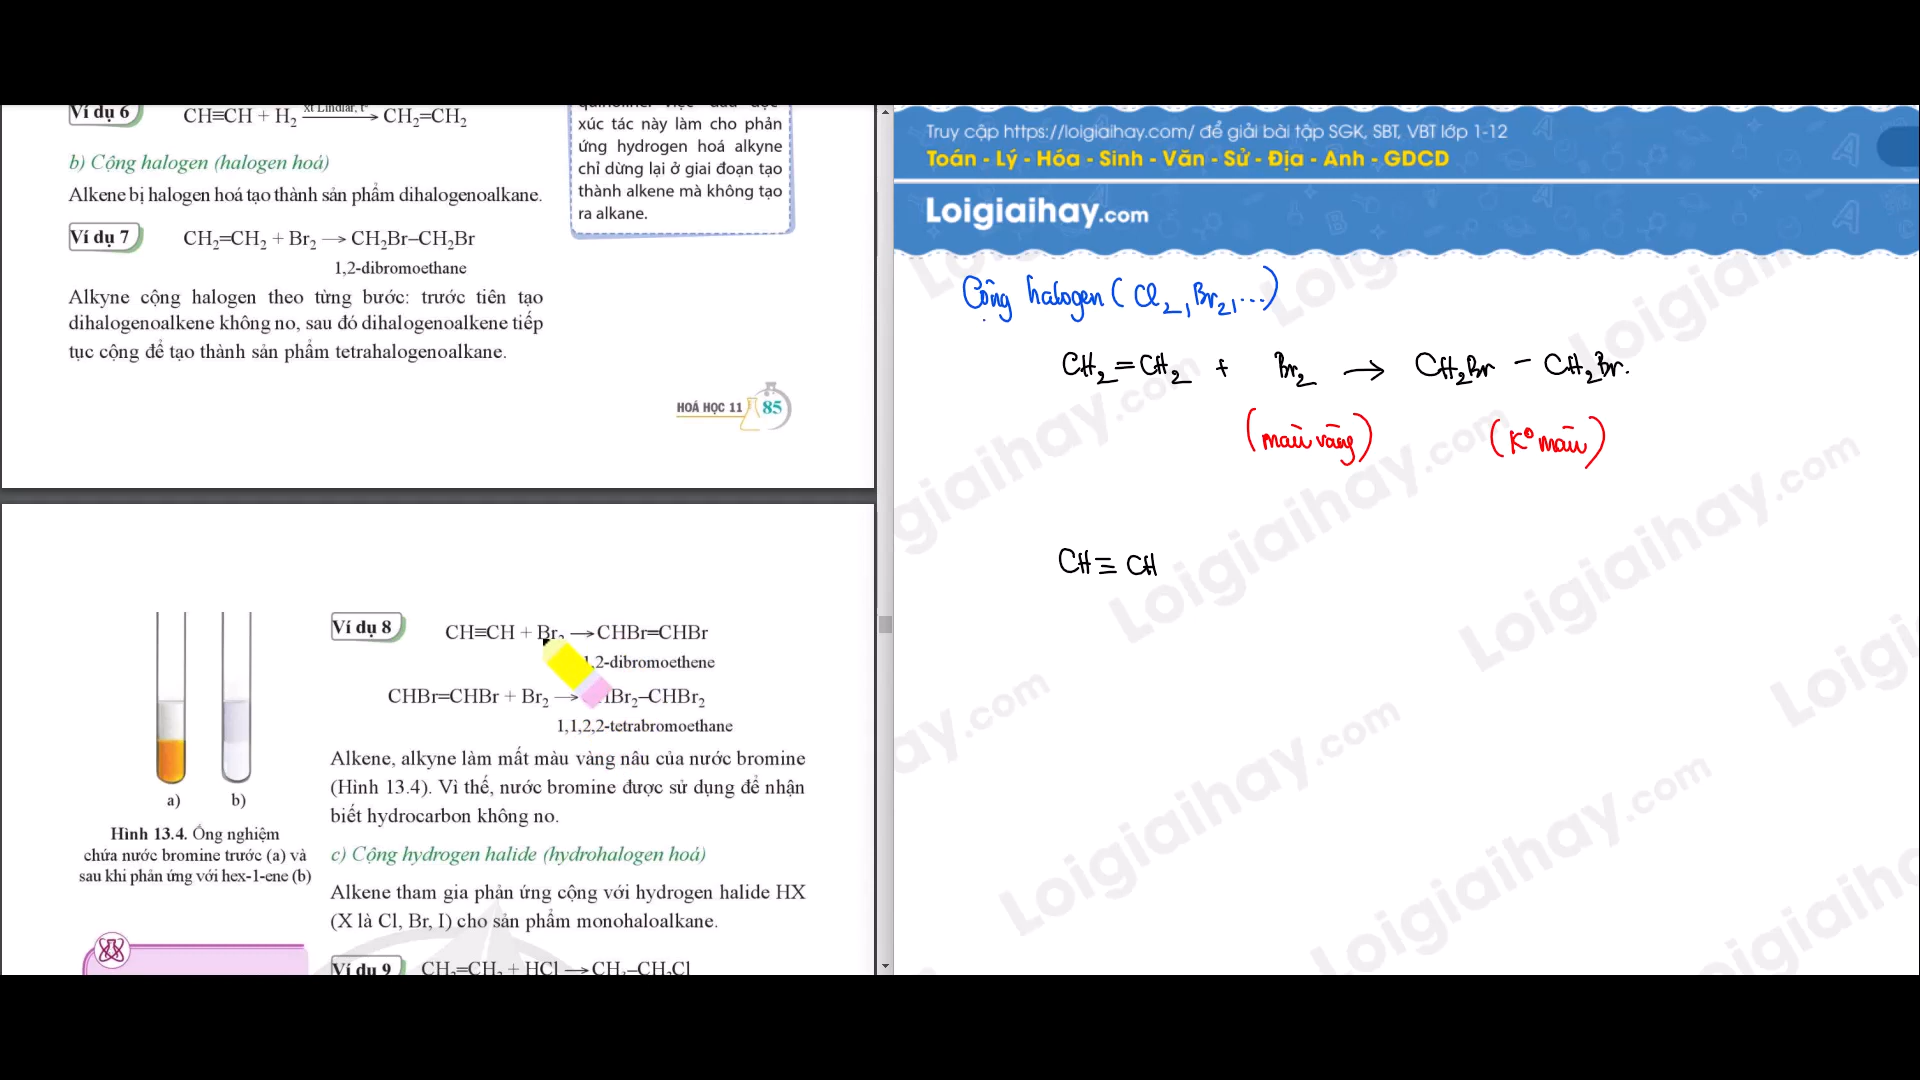 Ví dụ 6
CH≡CH + H₂ xt Lindlar, t° → CH₂=CH₂
b) Cộng halogen (halogen hoá)
Alkene bị halogen hoá tạo thành sản phẩm dihalogenoalkane.
Ví dụ 7
CH₂=CH₂ + Br₂ → CH₂Br–CH₂Br
1,2-dibromoethane
Alkyne cộng halogen theo từng bước: trước tiên tạo
dihalogenoalkene không no, sau đó dihalogenoalkene tiếp
tục cộng để tạo thành sản phẩm tetrahalogenoalkane.
xúc tác này làm cho phản
ứng hydrogen hoá alkyne
chỉ dừng lại ở giai đoạn tạo
thành alkene mà không tạo
ra alkane.
HOÁ HỌC 11 85
Ví dụ 8
CH≡CH + Br₂ → CHBr=CHBr
1,2-dibromoethene
CHBr=CHBr + Br₂ → Br₂–CHBr₂
1,1,2,2-tetrabromoethane
Alkene, alkyne làm mất màu vàng nâu của nước bromine
(Hình 13.4). Vì thế, nước bromine được sử dụng để nhận
biết hydrocarbon không no.
a) b)
Hình 13.4. Ống nghiệm
chứa nước bromine trước (a) và
sau khi phản ứng với hex-1-ene (b)
c) Cộng hydrogen halide (hydrohalogen hoá)
Alkene tham gia phản ứng cộng với hydrogen halide HX
(X là Cl, Br, I) cho sản phẩm monohaloalkane.
Ví dụ 9
CH₂=CH₂ + HCl → CH₃–CH₂Cl
Truy cập https://loigiaihay.com/ để giải bài tập SGK, SBT, VBT lớp 1-12
Toán - Lý - Hóa - Sinh - Văn - Sử - Địa - Anh - GDCD
Loigiaihay.com
Cộng halogen (Cl₂, Br₂, ...)
CH₂=CH₂ + Br₂ → CH₂Br – CH₂Br.
(màu vàng) (K° màu)
CH≡CH